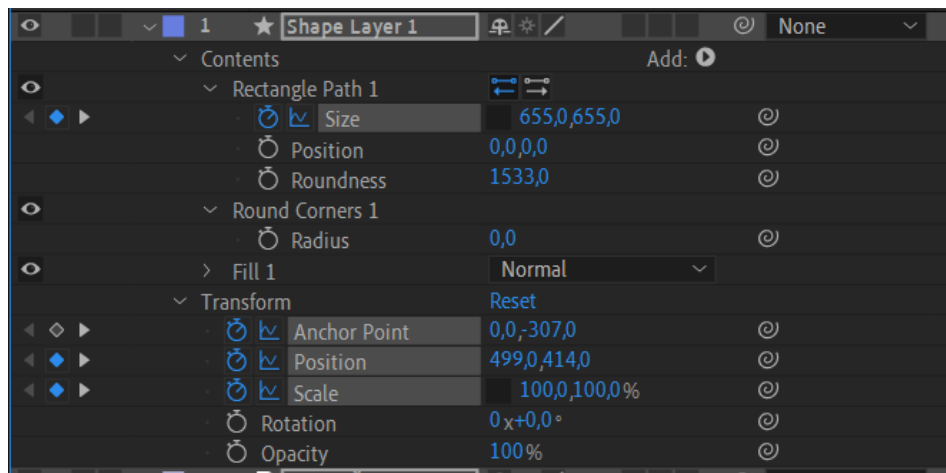 1 Shape Layer 1 None
Contents Add:
Rectangle Path 1
Size 655,0,655,0
Position 0,0,0,0
Roundness 1533,0
Round Corners 1
Radius 0,0
Fill 1 Normal
Transform Reset
Anchor Point 0,0,-307,0
Position 499,0,414,0
Scale 100,0,100,0%
Rotation 0x+0,0°
Opacity 100%